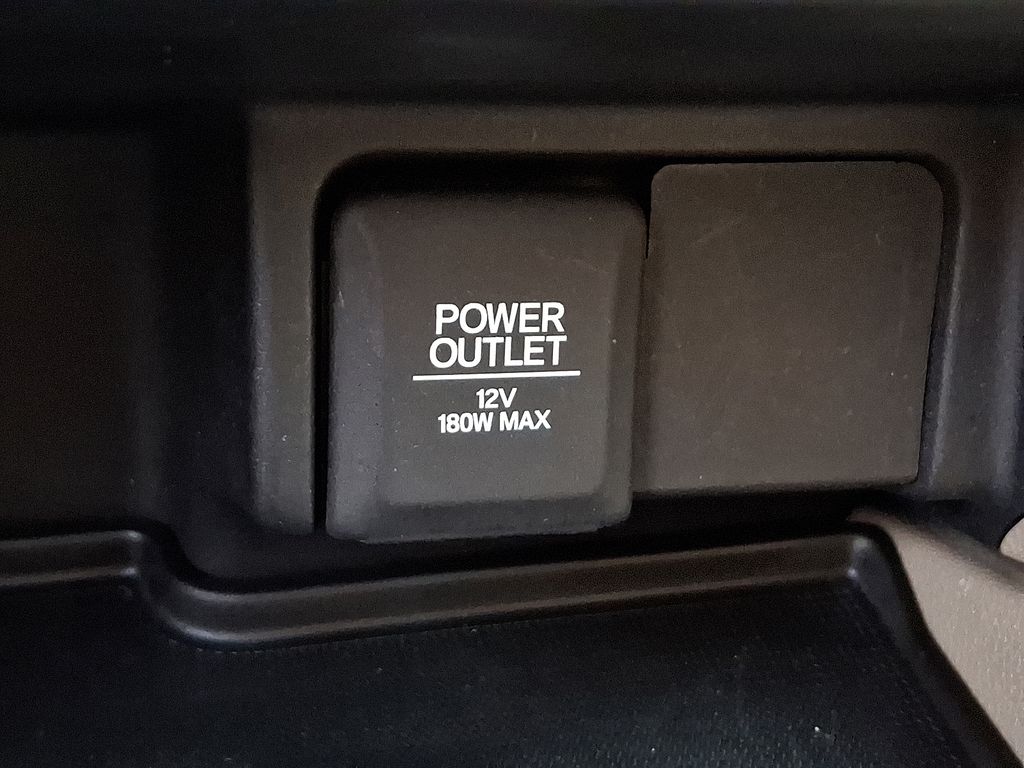 POWER
OUTLET
12V
180W MAX